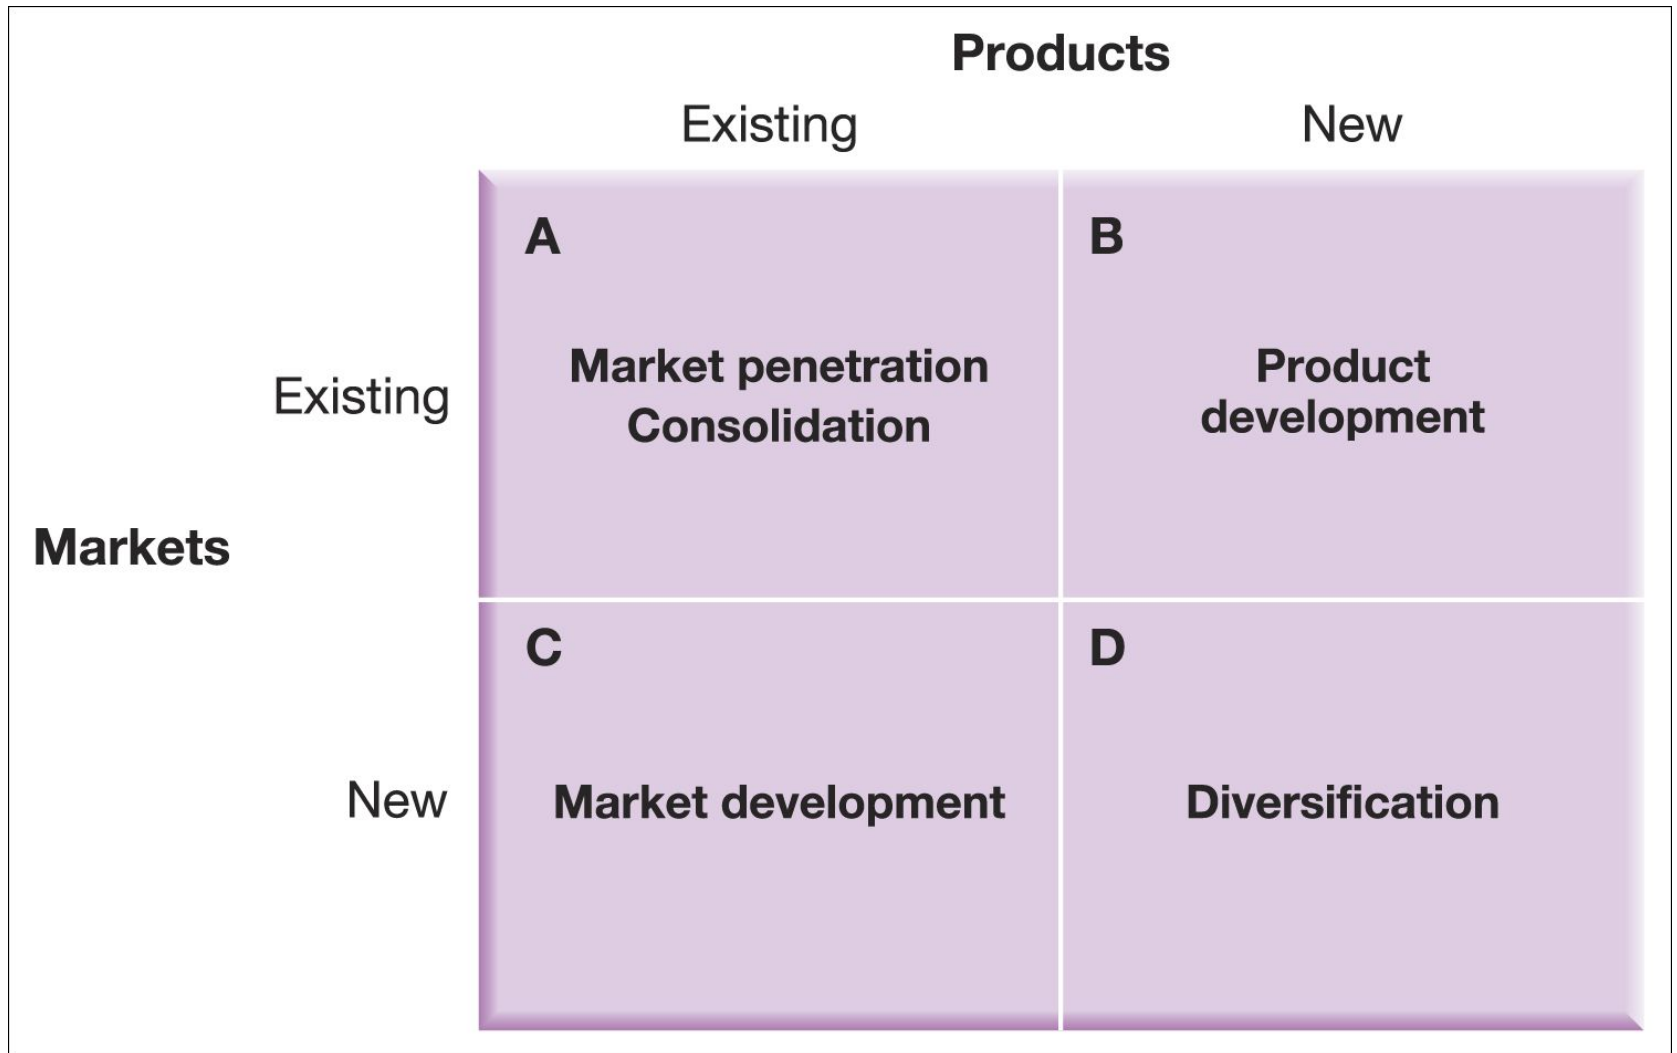 Products
Existing New
A B
Market penetration
Consolidation
Product
development
Existing
Markets
C D
New
Market development
Diversification